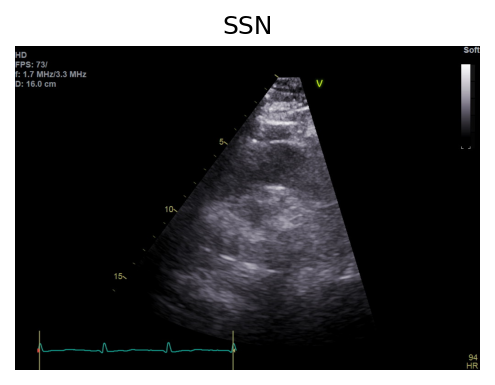 SSN
HD
FPS: 73/
f: 1.7 MHz/3.3 MHz
D: 16.0 cm
Soft
V
5
10
15
94
HR